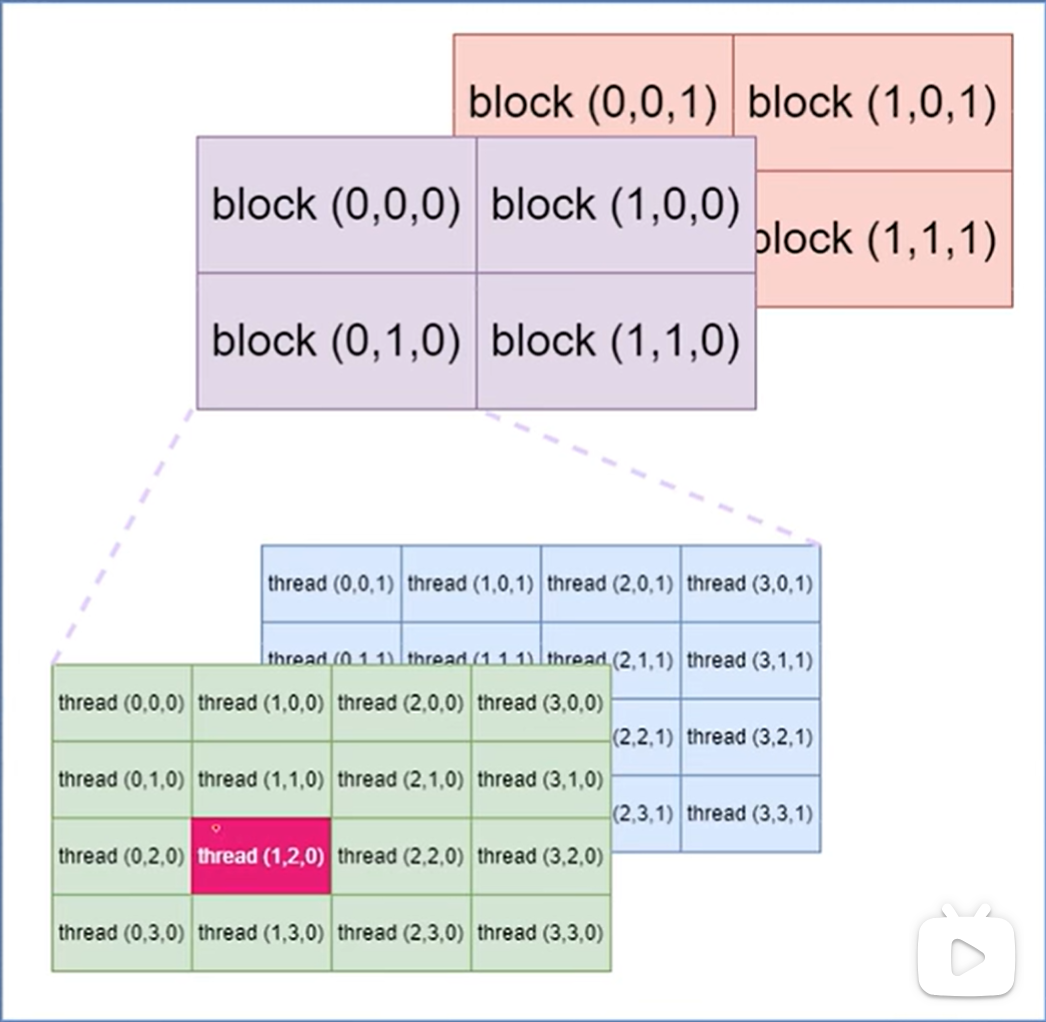 block (0,0,1) block (1,0,1)
block (0,0,0) block (1,0,0)
block (1,1,1)
block (0,1,0) block (1,1,0)
thread (0,0,1) thread (1,0,1) thread (2,0,1) thread (3,0,1)
thread (0,1,1) thread (1,1,1) thread (2,1,1) thread (3,1,1)
thread (0,0,0) thread (1,0,0) thread (2,0,0) thread (3,0,0)
(2,2,1) thread (3,2,1)
thread (0,1,0) thread (1,1,0) thread (2,1,0) thread (3,1,0)
(2,3,1) thread (3,3,1)
thread (0,2,0) thread (1,2,0) thread (2,2,0) thread (3,2,0)
thread (0,3,0) thread (1,3,0) thread (2,3,0) thread (3,3,0)